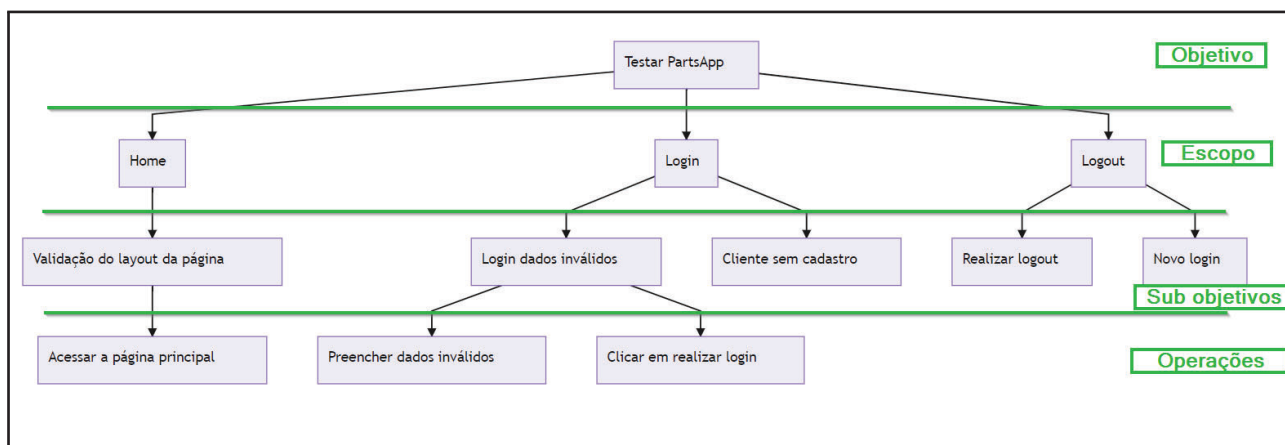 Testar PartsApp
Objetivo
Home
Login
Logout
Escopo
Validação do layout da página
Login dados inválidos
Cliente sem cadastro
Realizar logout
Novo login
Sub objetivos
Acessar a página principal
Preencher dados inválidos
Clicar em realizar login
Operações